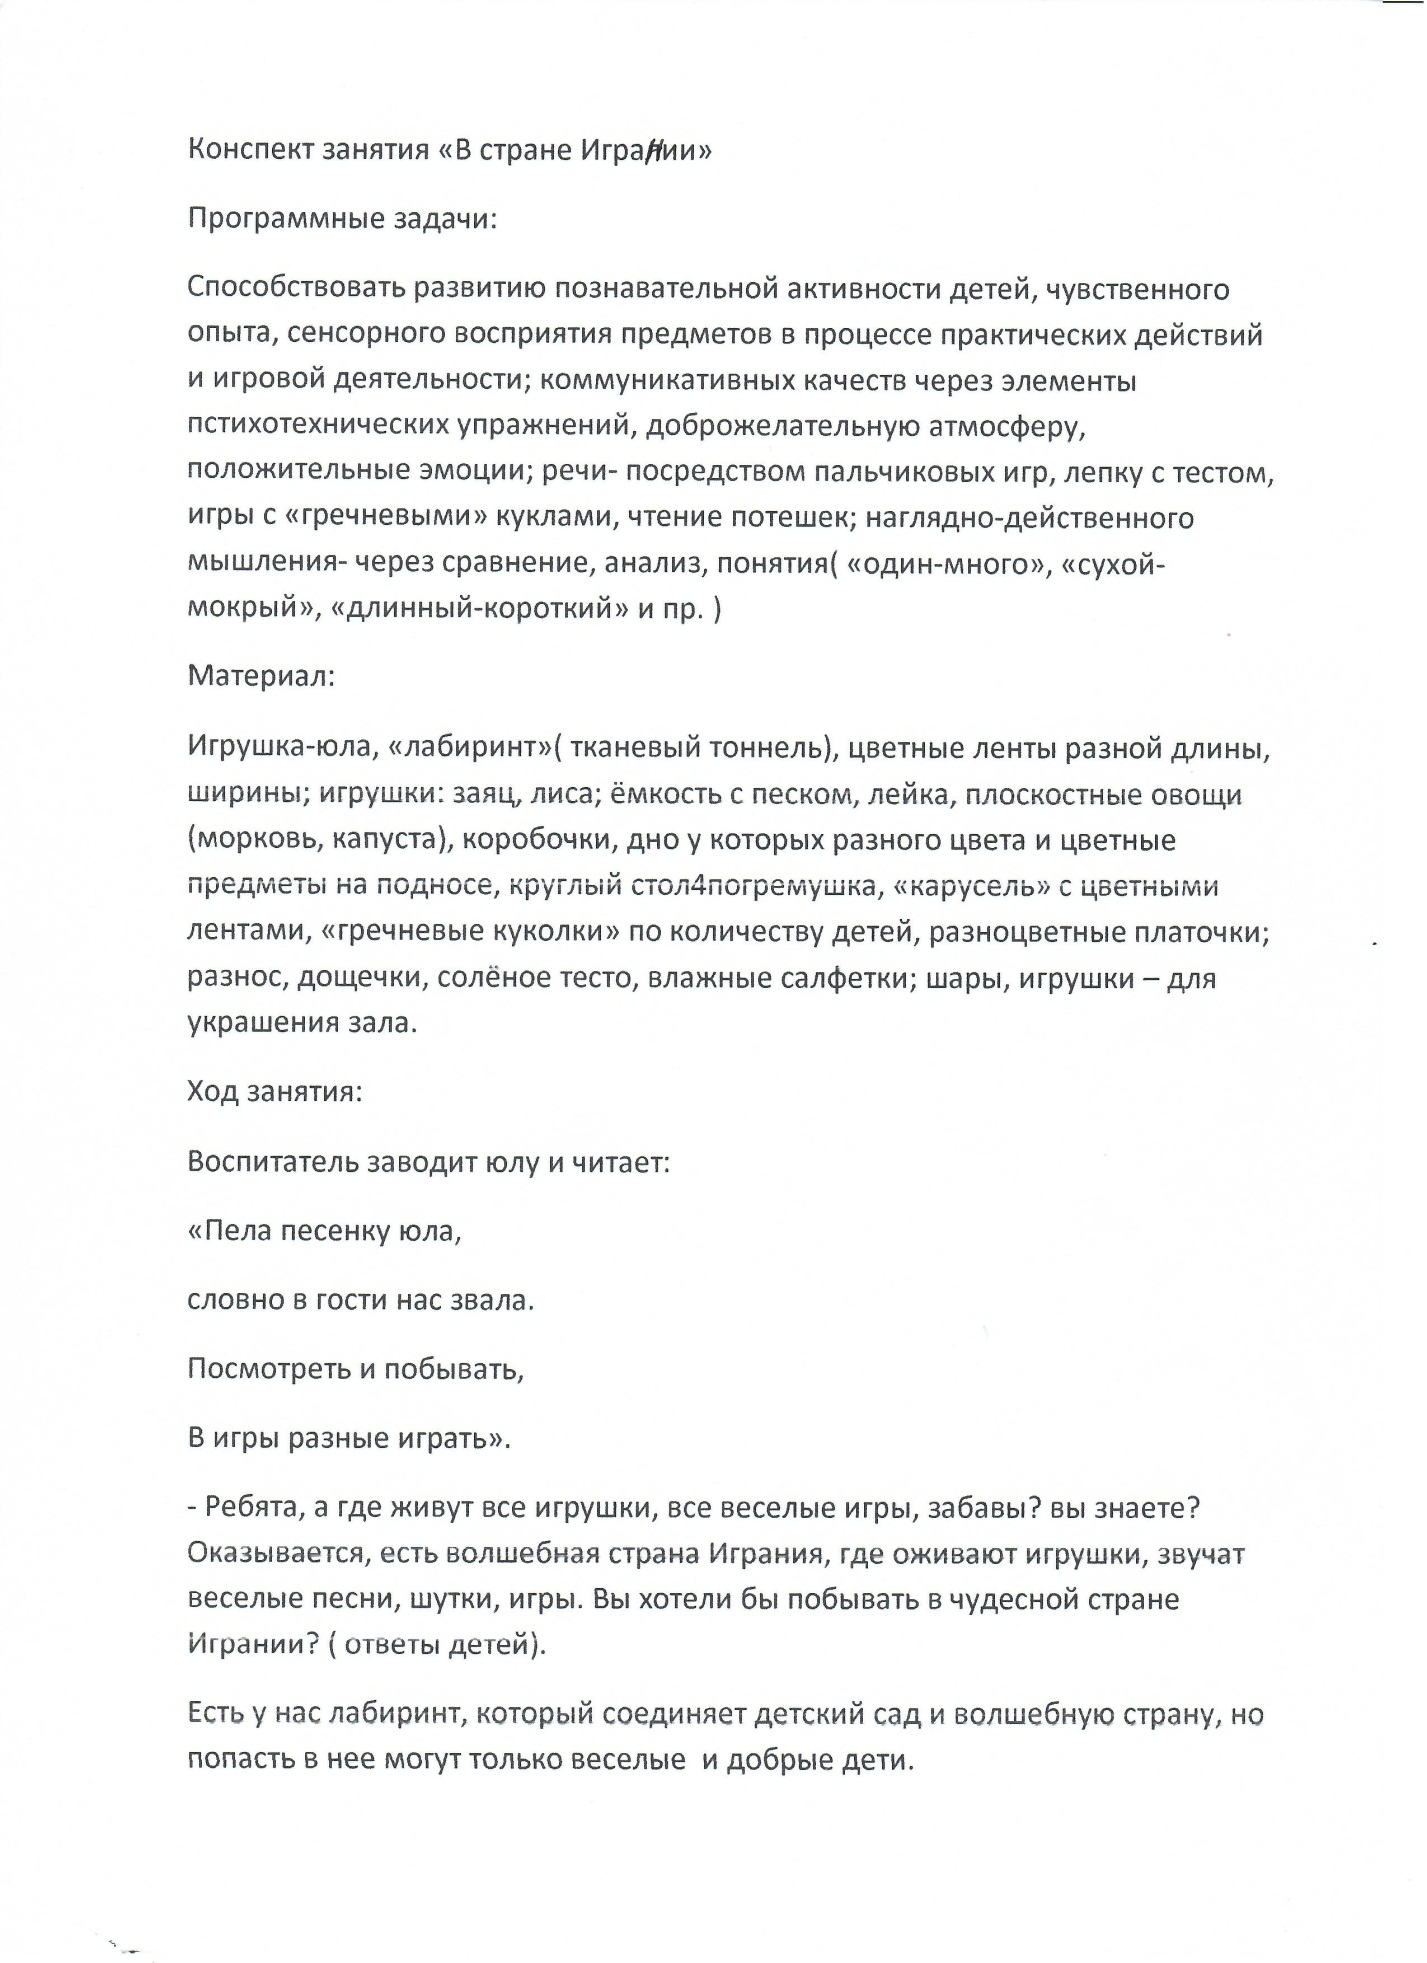 Конспект занятия «В стране Игрании»
Программные задачи:
Способствовать развитию познавательной активности детей, чувственного
опыта, сенсорного восприятия предметов в процессе практических действий
и игровой деятельности; коммуникативных качеств через элементы
пстихотехнических упражнений, доброжелательную атмосферу,
положительные эмоции; речи- посредством пальчиковых игр, лепку с тестом,
игры с «гречневыми» куклами, чтение потешек; наглядно-действенного
мышления- через сравнение, анализ, понятия( «один-много», «сухой-
мокрый», «длинный-короткий» и пр. )
Материал:
Игрушка-юла, «лабиринт»( тканевый тоннель), цветные ленты разной длины,
ширины; игрушки: заяц, лиса; ёмкость с песком, лейка, плоскостные овощи
(морковь, капуста), коробочки, дно у которых разного цвета и цветные
предметы на подносе, круглый стол4погремушка, «карусель» с цветными
лентами, «гречневые куколки» по количеству детей, разноцветные платочки;
разнос, дощечки, солёное тесто, влажные салфетки; шары, игрушки – для
украшения зала.
Ход занятия:
Воспитатель заводит юлу и читает:
«Пела песенку юла,
словно в гости нас звала.
Посмотреть и побывать,
В игры разные играть».
- Ребята, а где живут все игрушки, все веселые игры, забавы? вы знаете?
Оказывается, есть волшебная страна Играния, где оживают игрушки, звучат
веселые песни, шутки, игры. Вы хотели бы побывать в чудесной стране
Игрании? ( ответы детей).
Есть у нас лабиринт, который соединяет детский сад и волшебную страну, но
попасть в нее могут только веселые  и добрые дети.